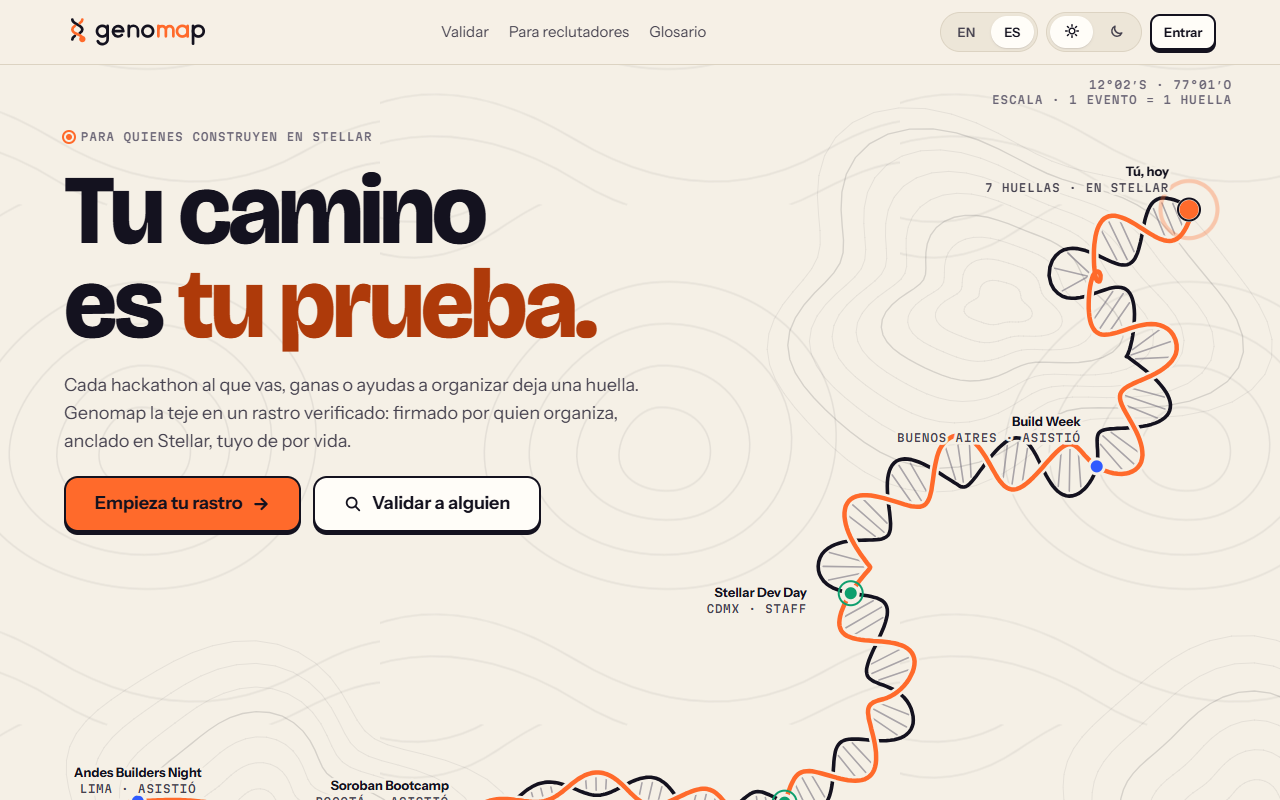 genomap
Validar
Para reclutadores
Glosario
EN
ES
Entrar
12°02′S · 77°01′O
ESCALA · 1 EVENTO = 1 HUELLA
PARA QUIENES CONSTRUYEN EN STELLAR
Tu camino
es tu prueba.
Cada hackathon al que vas, ganas o ayudas a organizar deja una huella.
Genomap la teje en un rastro verificado: firmado por quien organiza,
anclado en Stellar, tuyo de por vida.
Empieza tu rastro
Validar a alguien
Tú, hoy
7 HUELLAS · EN STELLAR
Build Week
BUENOS AIRES · ASISTIÓ
Stellar Dev Day
CDMX · STAFF
Andes Builders Night
LIMA · ASISTIÓ
Soroban Bootcamp
BOGOTÁ · ASISTIÓ